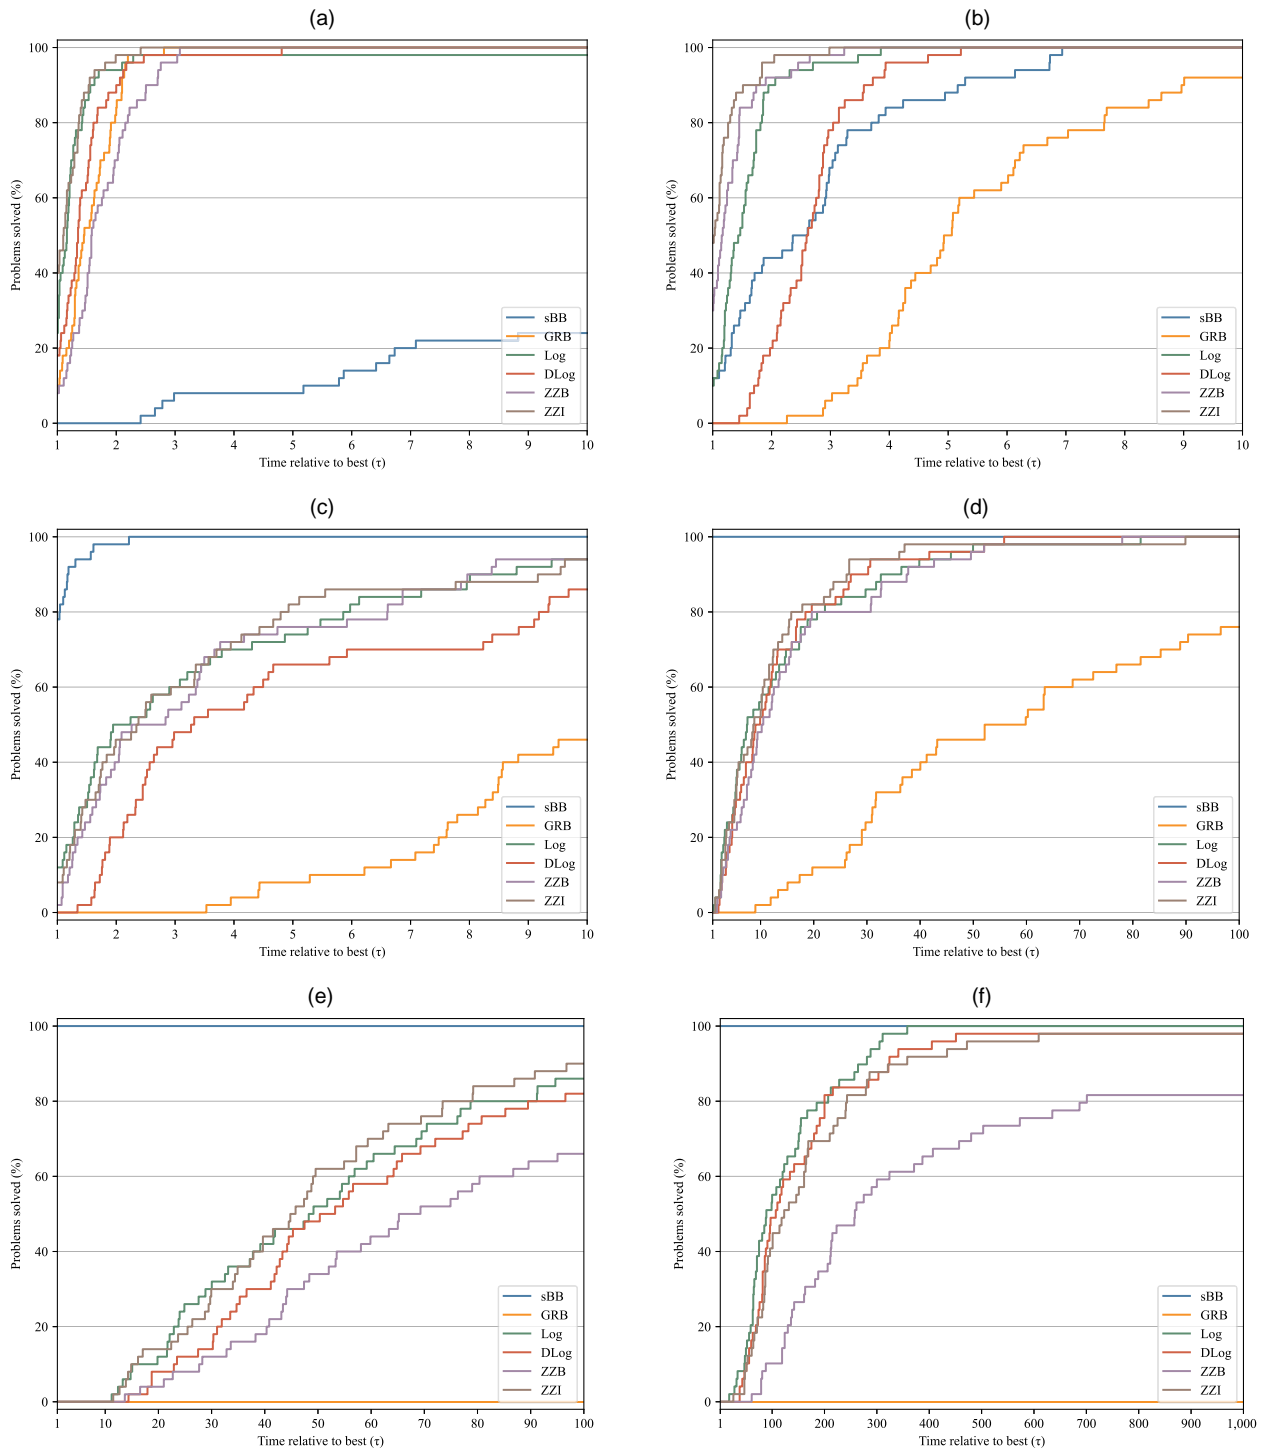 (a)
100
80
60
40
20
0
Problems solved (%)
sBB
GRB
Log
DLog
ZZB
ZZI
1 2 3 4 5 6 7 8 9 10
Time relative to best (τ)
(b)
100
80
60
40
20
0
Problems solved (%)
sBB
GRB
Log
DLog
ZZB
ZZI
1 2 3 4 5 6 7 8 9 10
Time relative to best (τ)
(c)
100
80
60
40
20
0
Problems solved (%)
sBB
GRB
Log
DLog
ZZB
ZZI
1 2 3 4 5 6 7 8 9 10
Time relative to best (τ)
(d)
100
80
60
40
20
0
Problems solved (%)
sBB
GRB
Log
DLog
ZZB
ZZI
1 10 20 30 40 50 60 70 80 90 100
Time relative to best (τ)
(e)
100
80
60
40
20
0
Problems solved (%)
sBB
GRB
Log
DLog
ZZB
ZZI
1 10 20 30 40 50 60 70 80 90 100
Time relative to best (τ)
(f)
100
80
60
40
20
0
Problems solved (%)
sBB
GRB
Log
DLog
ZZB
ZZI
1 100 200 300 400 500 600 700 800 900 1,000
Time relative to best (τ)